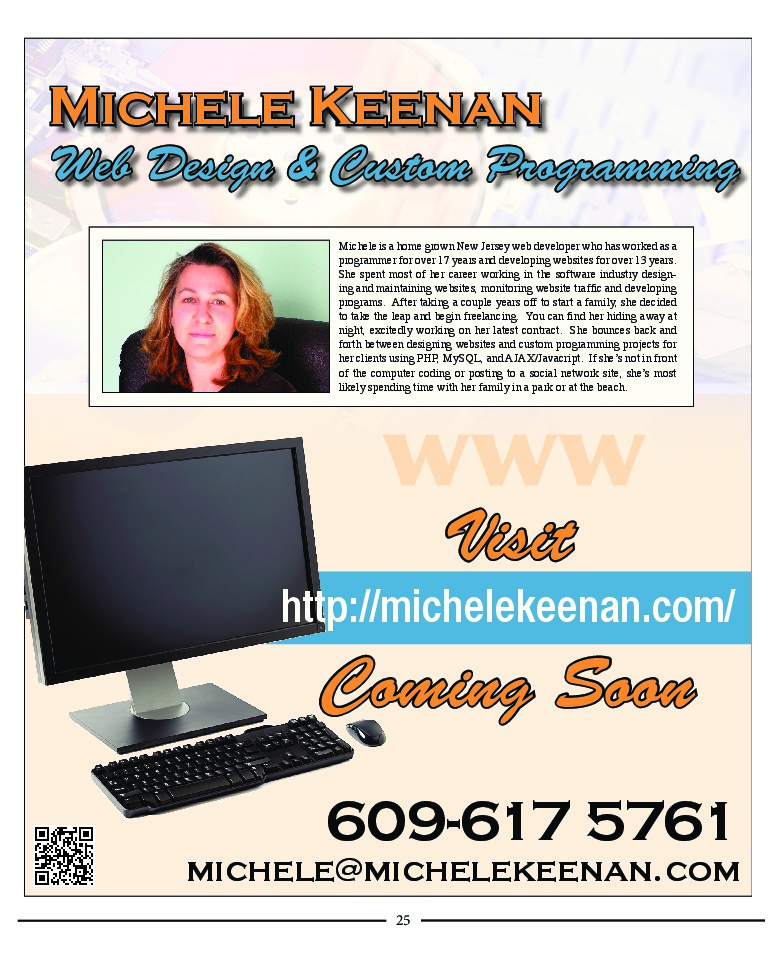 Michele Keenan
Web Design & Custom Programming
Michele is a home grown New Jersey web developer who has worked as a
programmer for over 17 years and developing websites for over 13 years.
She spent most of her career working in the software industry design-
ing and maintaining websites, monitoring website traffic and developing
programs. After taking a couple years off to start a family, she decided
to take the leap and begin freelancing. You can find her hiding away at
night, excitedly working on her latest contract. She bounces back and
forth between designing websites and custom programming projects for
her clients using PHP, MySQL, and AJAX/Javacript. If she's not in front
of the computer coding or posting to a social network site, she's most
likely spending time with her family in a park or at the beach.
www
Visit
http://michelekeenan.com/
Coming Soon
609-617 5761
MICHELE@MICHELEKEENAN.COM
25